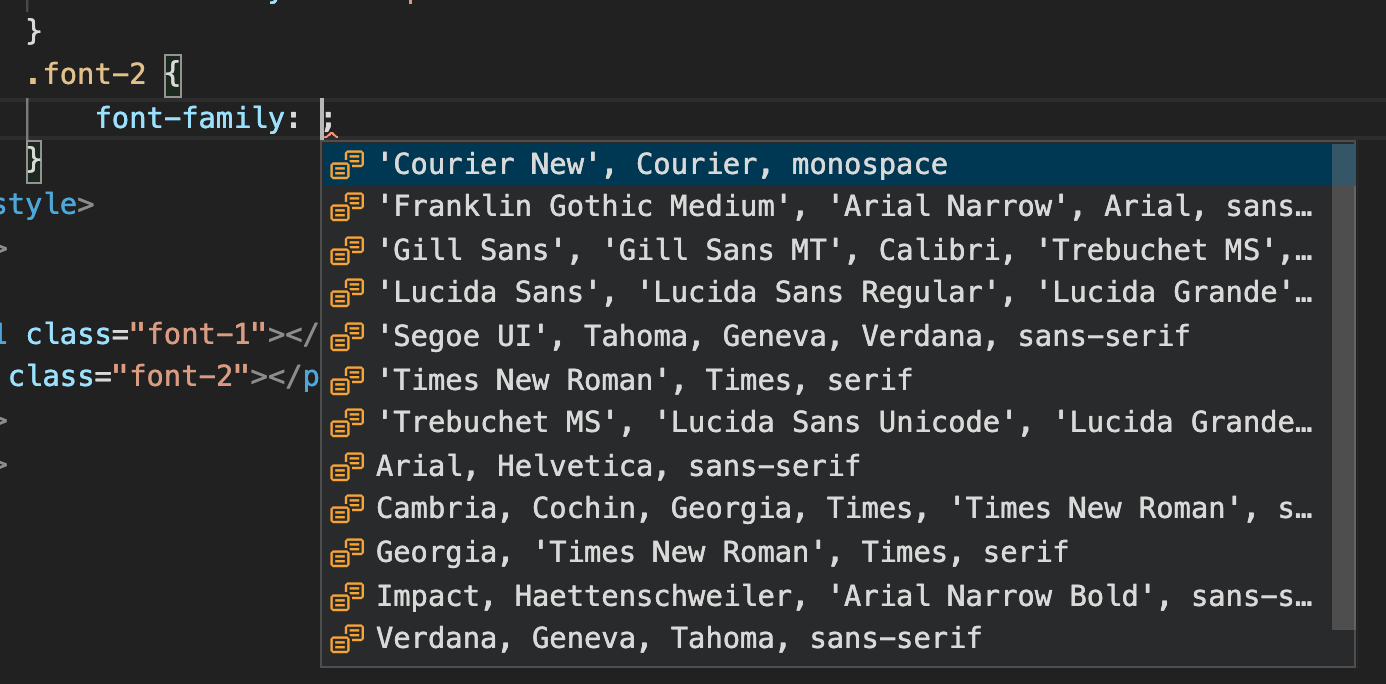 }
.font-2 {
font-family: ;
}
style>
>
class="font-1"></
class="font-2"></p
>
>
'Courier New', Courier, monospace
'Franklin Gothic Medium', 'Arial Narrow', Arial, sans…
'Gill Sans', 'Gill Sans MT', Calibri, 'Trebuchet MS',…
'Lucida Sans', 'Lucida Sans Regular', 'Lucida Grande'…
'Segoe UI', Tahoma, Geneva, Verdana, sans-serif
'Times New Roman', Times, serif
'Trebuchet MS', 'Lucida Sans Unicode', 'Lucida Grande…
Arial, Helvetica, sans-serif
Cambria, Cochin, Georgia, Times, 'Times New Roman', s…
Georgia, 'Times New Roman', Times, serif
Impact, Haettenschweiler, 'Arial Narrow Bold', sans-s…
Verdana, Geneva, Tahoma, sans-serif